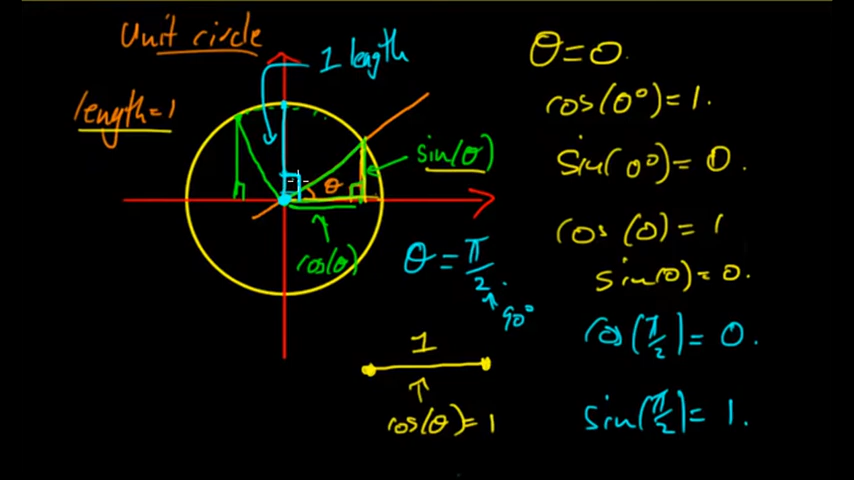 Unit circle
1 length
length=1
sin(θ)
θ
cos(θ)
θ = π/2
90°
1
cos(θ)=1
θ=0.
cos(0°)=1.
sin(0°)=0.
cos(0)=1
sin(0)=0.
cos(π/2)=0.
sin(π/2)=1.